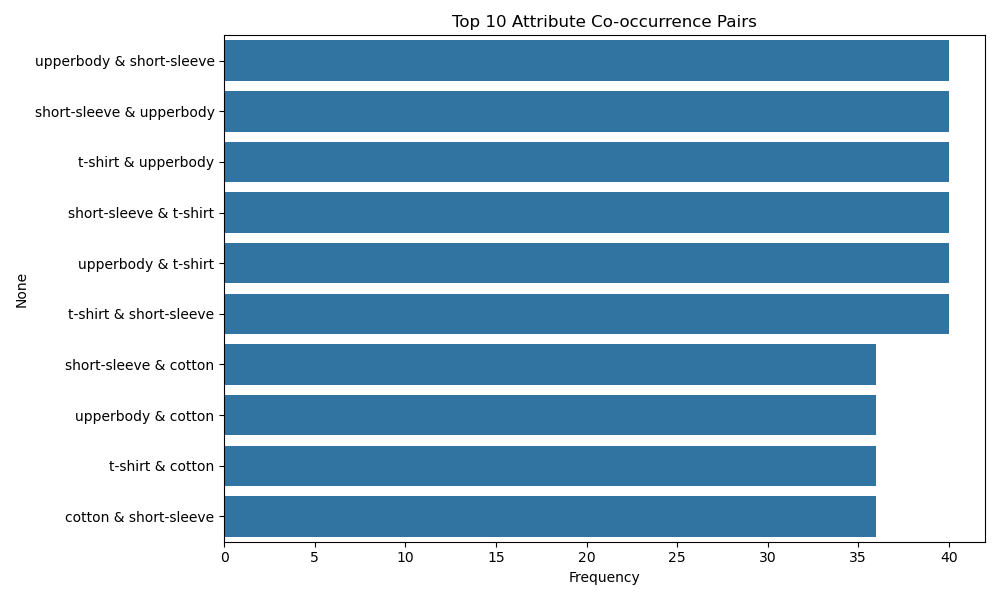 Top 10 Attribute Co-occurrence Pairs
upperbody & short-sleeve
short-sleeve & upperbody
t-shirt & upperbody
short-sleeve & t-shirt
upperbody & t-shirt
t-shirt & short-sleeve
short-sleeve & cotton
upperbody & cotton
t-shirt & cotton
cotton & short-sleeve
None
0 5 10 15 20 25 30 35 40
Frequency